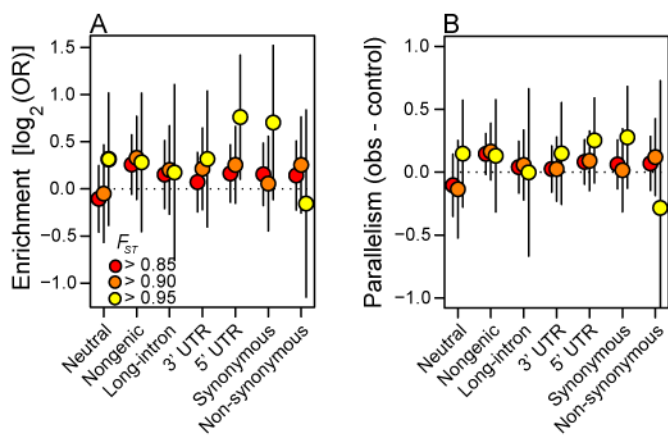 A
Enrichment [log2(OR)]
1.5
1.0
0.5
0.0
−0.5
−1.0
FST
> 0.85
> 0.90
> 0.95
Neutral
Nongenic
Long-intron
3' UTR
5' UTR
Synonymous
Non-synonymous
B
Parallelism (obs - control)
1.0
0.5
0.0
−0.5
−1.0
Neutral
Nongenic
Long-intron
3' UTR
5' UTR
Synonymous
Non-synonymous